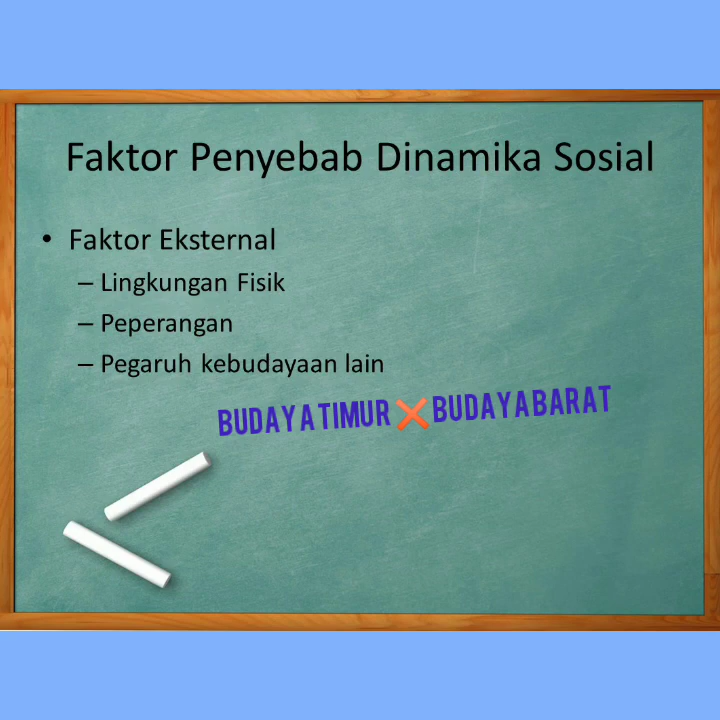 Faktor Penyebab Dinamika Sosial
• Faktor Eksternal
– Lingkungan Fisik
– Peperangan
– Pegaruh kebudayaan lain
BUDAYA TIMUR ❌ BUDAYA BARAT